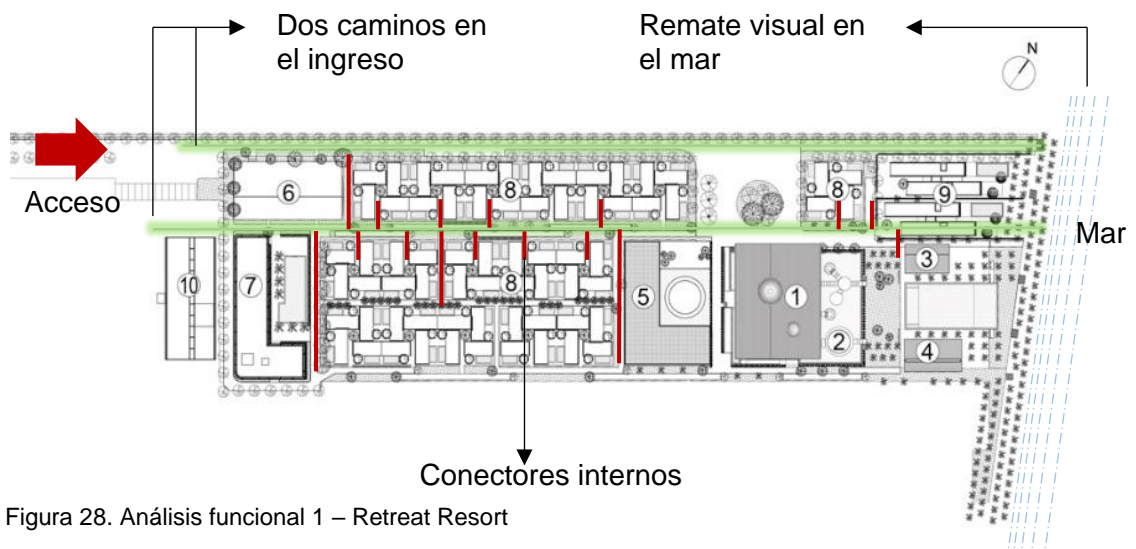 Dos caminos en
el ingreso
Remate visual en
el mar
N
Acceso
6
8
8
9
Mar
10
7
8
5
1
3
2
4
Conectores internos
Figura 28. Análisis funcional 1 – Retreat Resort